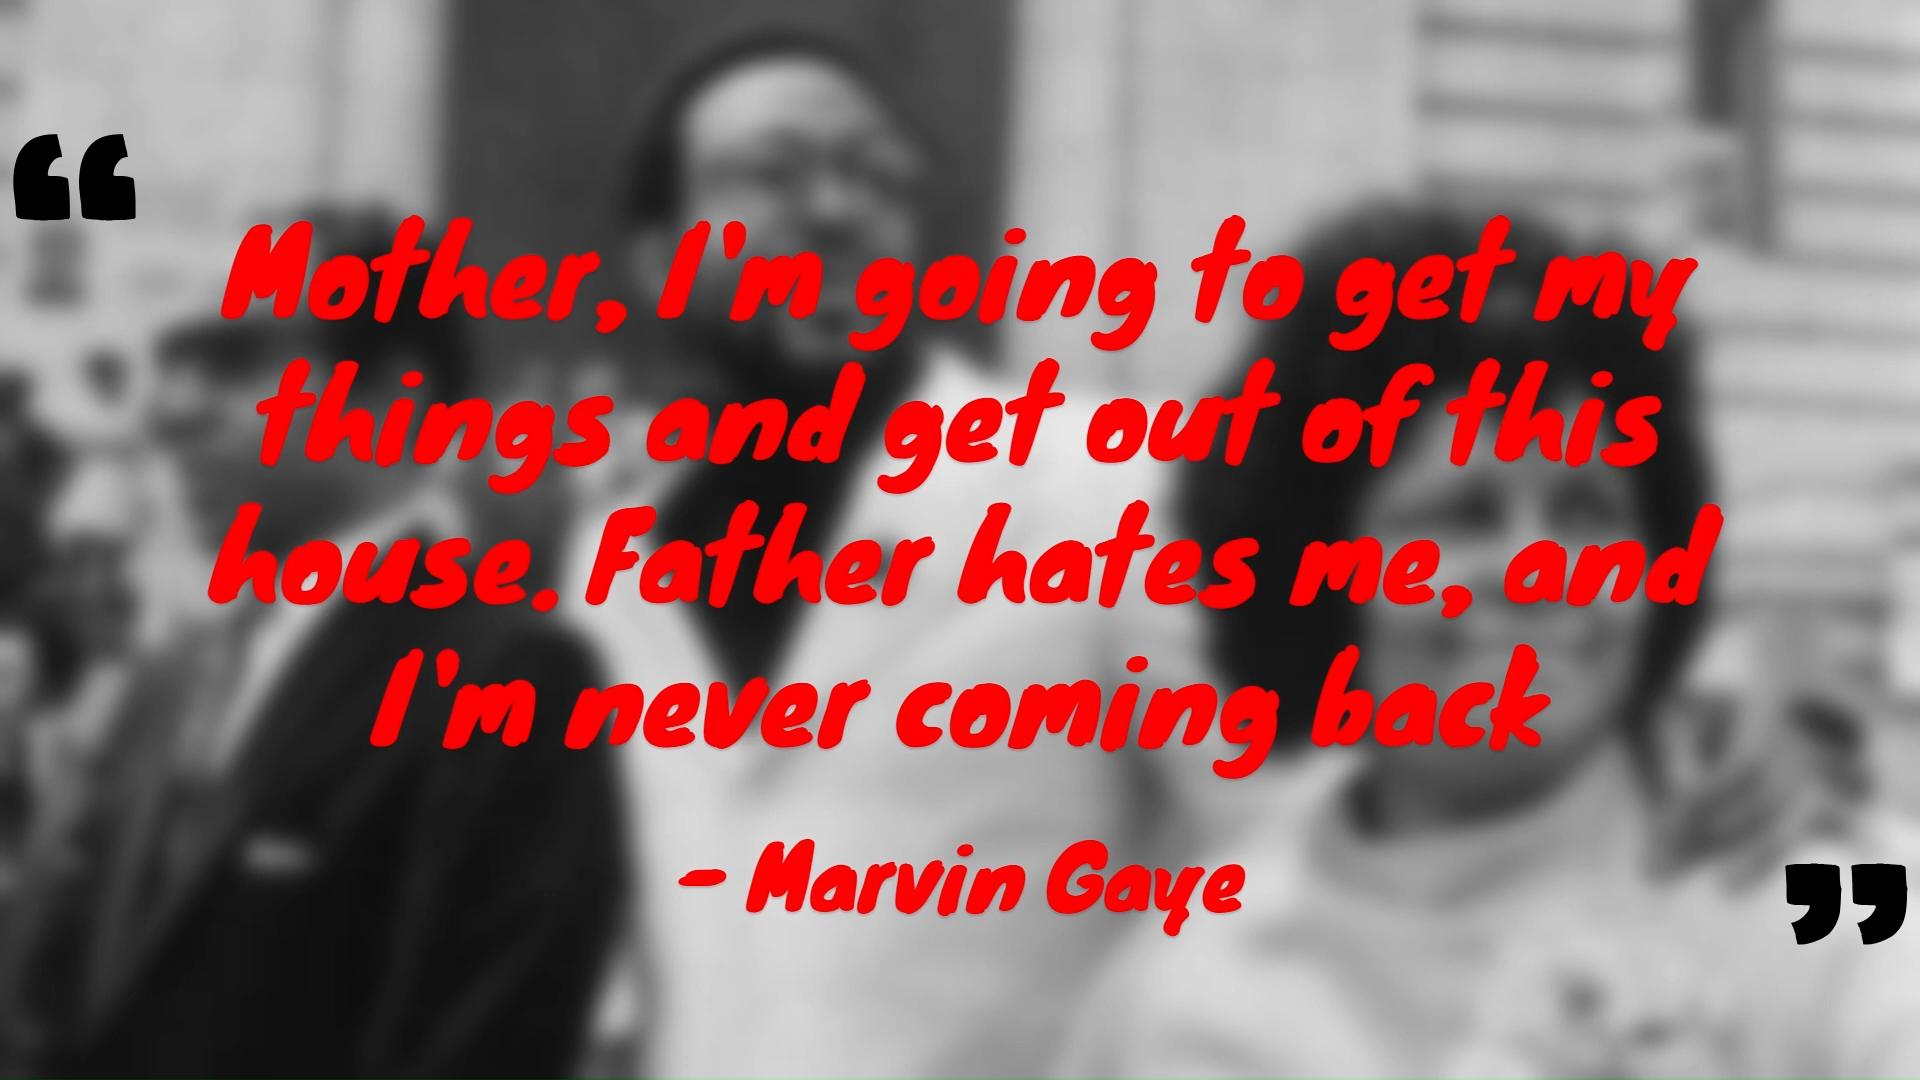 “
Mother, I'm going to get my
things and get out of this
house. Father hates me, and
I'm never coming back
- Marvin Gaye
”